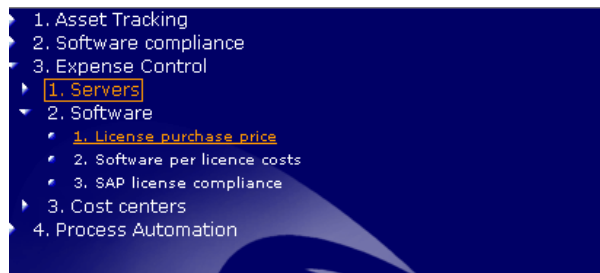 1. Asset Tracking
2. Software compliance
3. Expense Control
1. Servers
2. Software
1. License purchase price
2. Software per licence costs
3. SAP license compliance
3. Cost centers
4. Process Automation